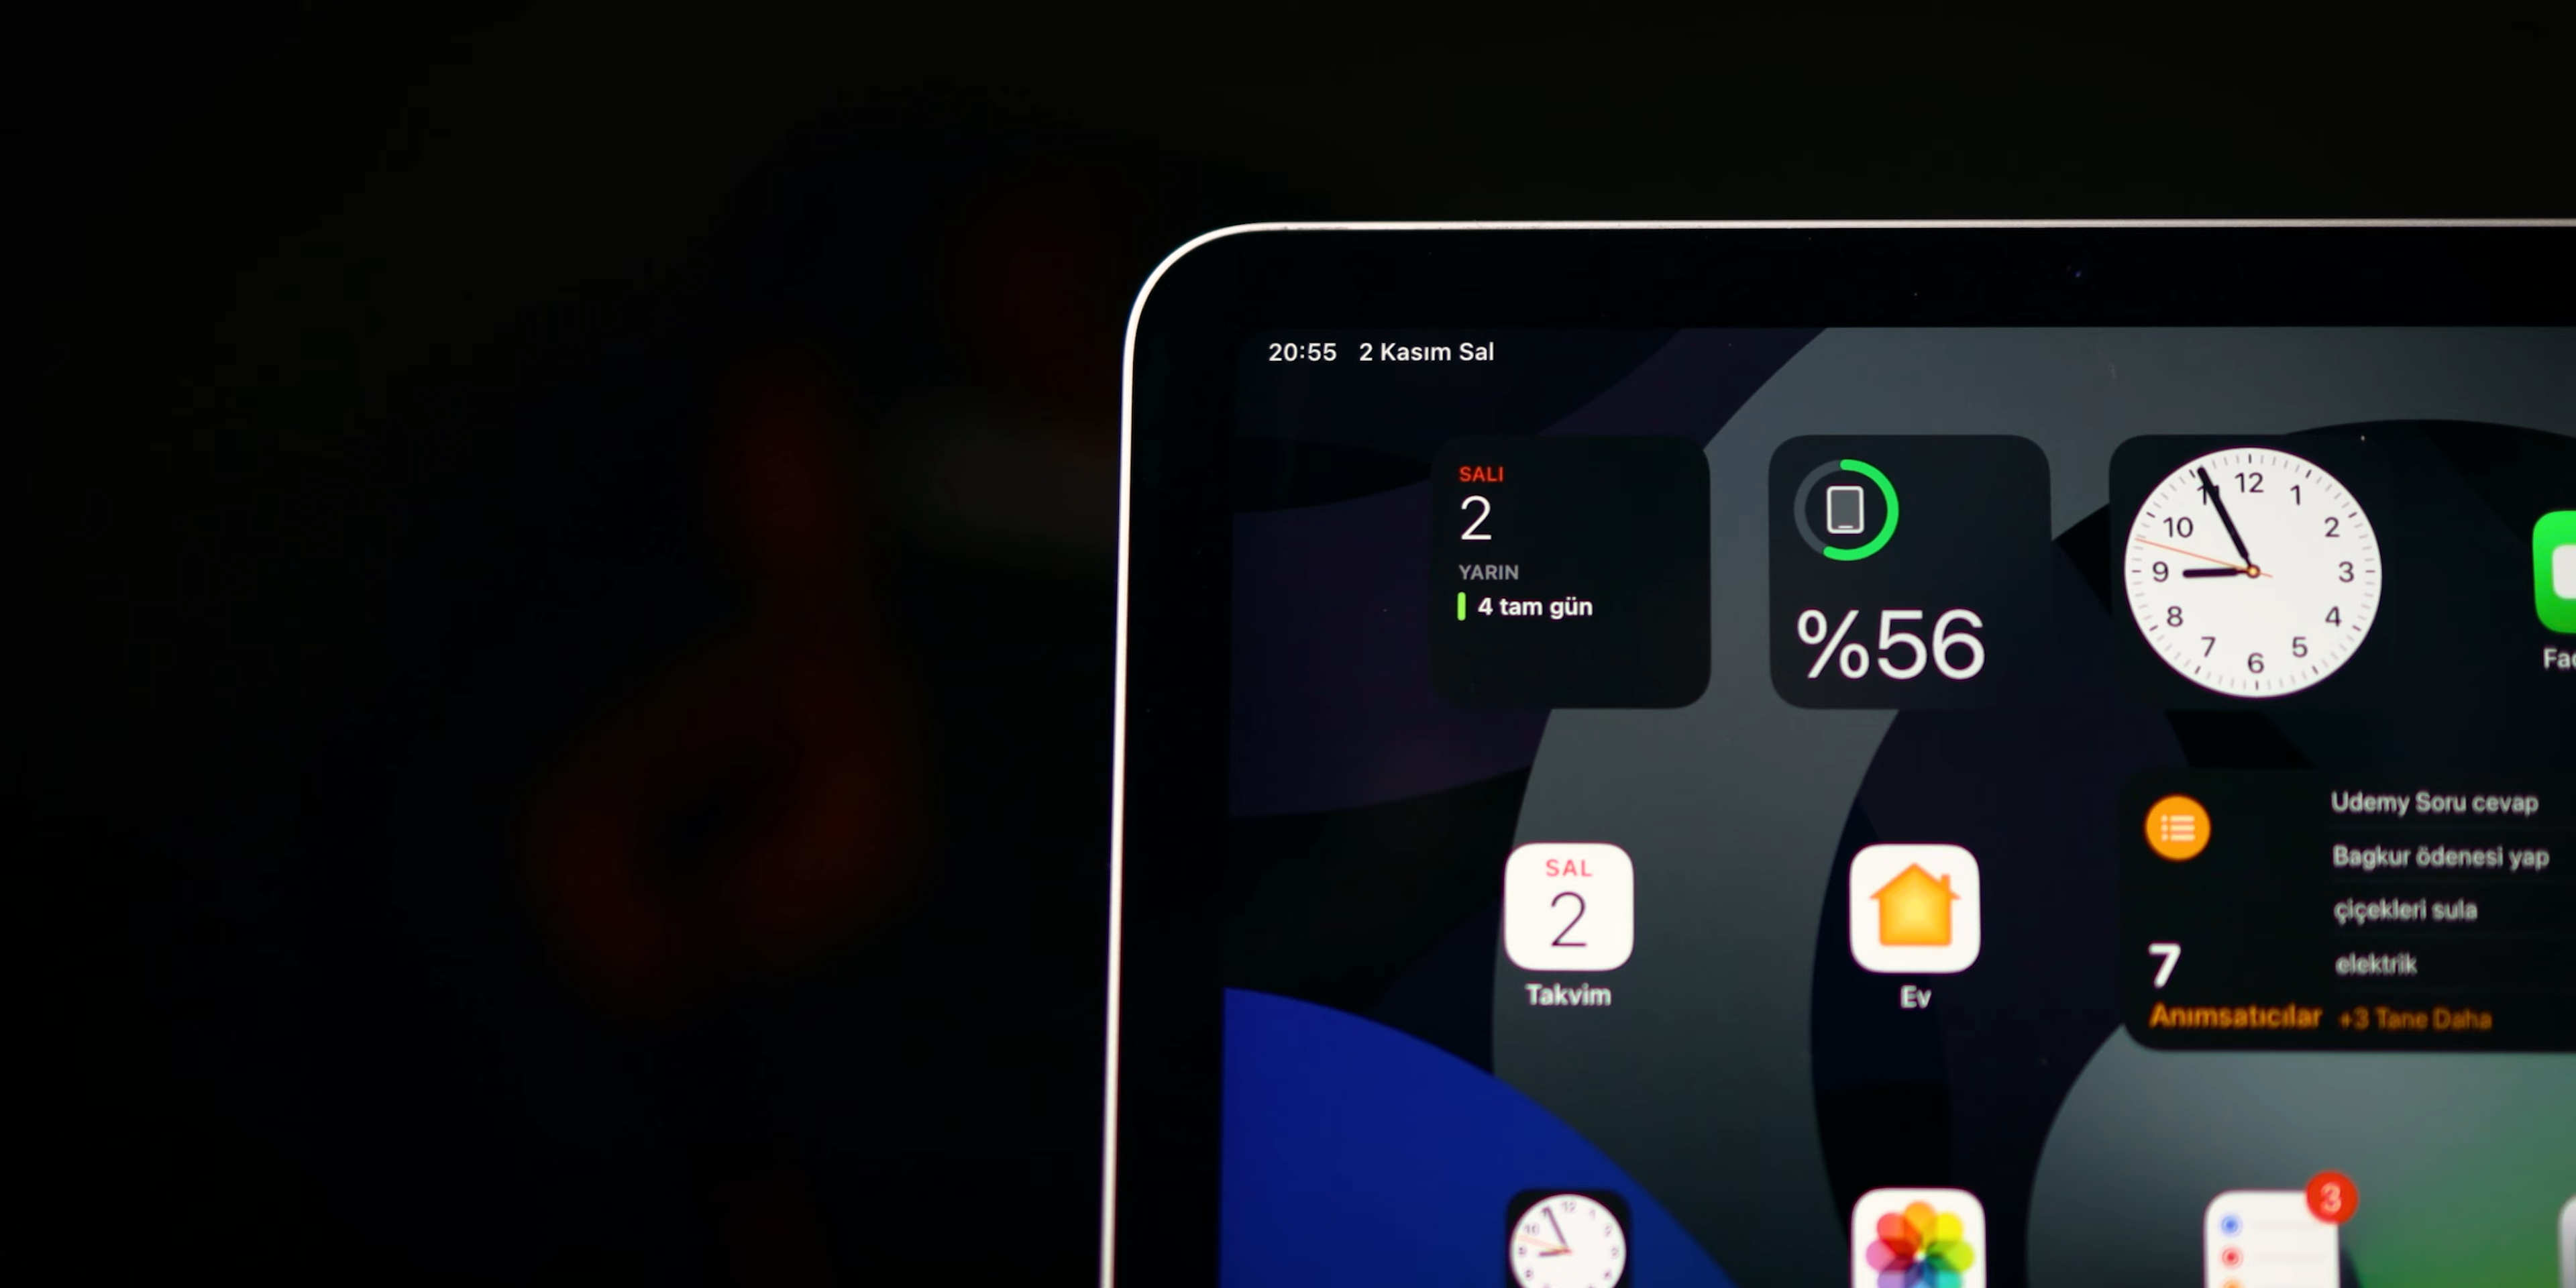 20:55 2 Kasım Sal
SALI
2
YARIN
4 tam gün
%56
12
1
2
3
4
5
6
7
8
9
10
11
Udemy Soru cevap
Bagkur ödenesi yap
çiçekleri sula
elektrik
7
Anımsatıcılar +3 Tane Daha
SAL
2
Takvim
Ev
3